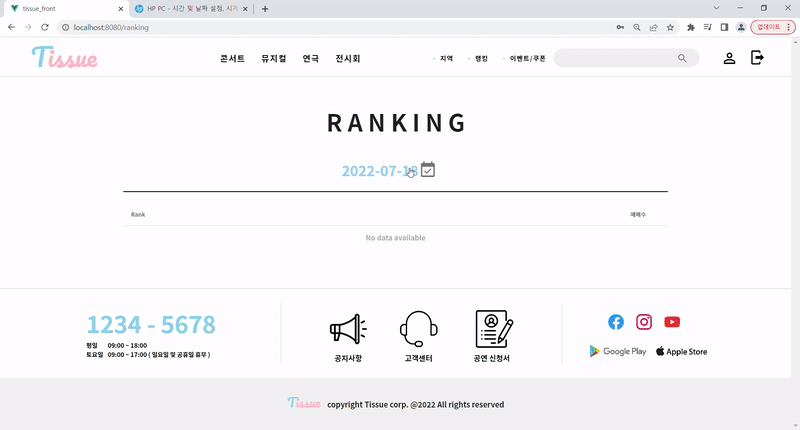 tissue_front
HP PC - 시간 및 날짜 설정, 시계
localhost:8080/ranking
업데이트
Tissue
콘서트 뮤지컬 연극 전시회
지역 랭킹 이벤트/쿠폰
RANKING
2022-07-18
Rank 예매수
No data available
1234 - 5678
평일 09:00 ~ 18:00
토요일 09:00 ~ 17:00 ( 일요일 및 공휴일 휴무 )
공지사항 고객센터 공연 신청서
Google Play Apple Store
Tissue copyright Tissue corp. @2022 All rights reserved